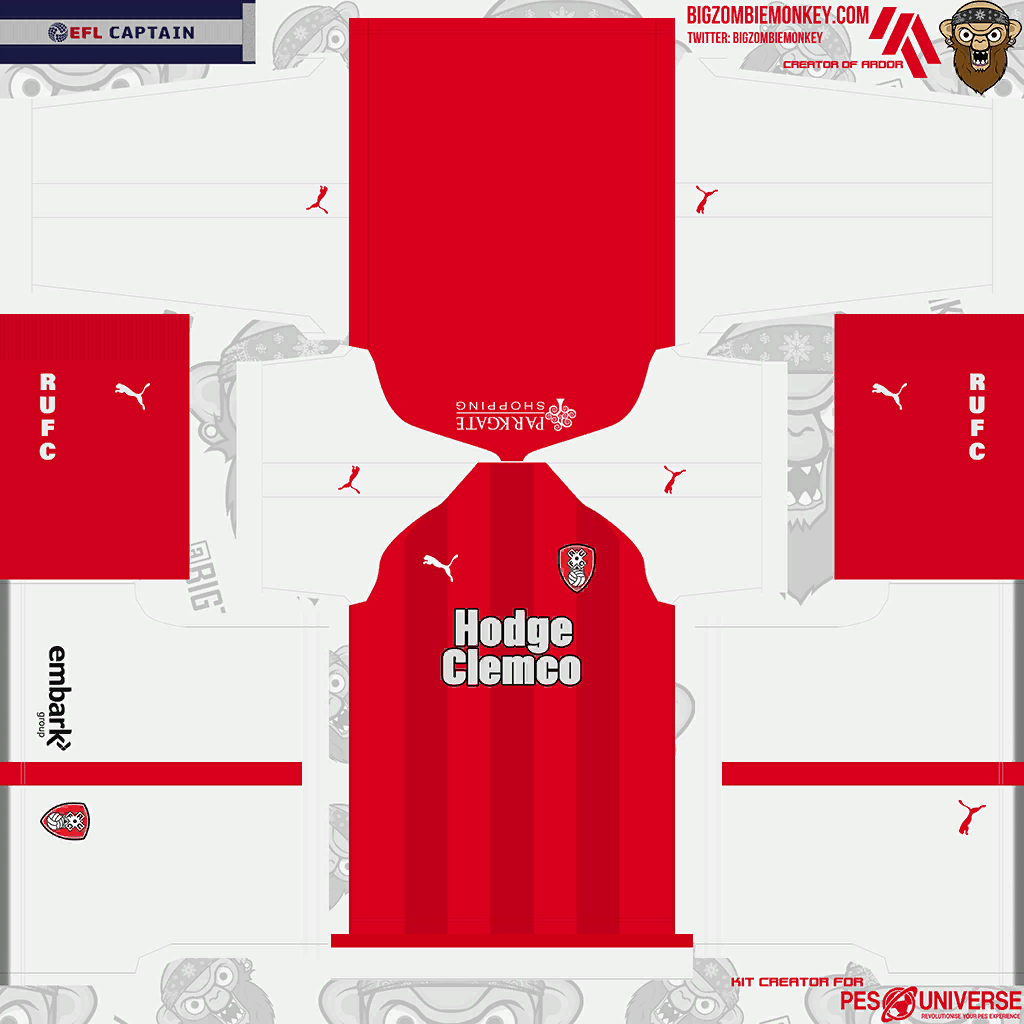 EFL CAPTAIN
BIGZOMBIEMONKEY.COM
TWITTER: BIGZOMBIEMONKEY
CREATOR OF ARDOR
R
U
F
C
R
U
F
C
PARKGATE
SHOPPING
Hodge
Clemco
embark
group
KIT CREATOR FOR
PES UNIVERSE
REVOLUTIONISE YOUR PES EXPERIENCE